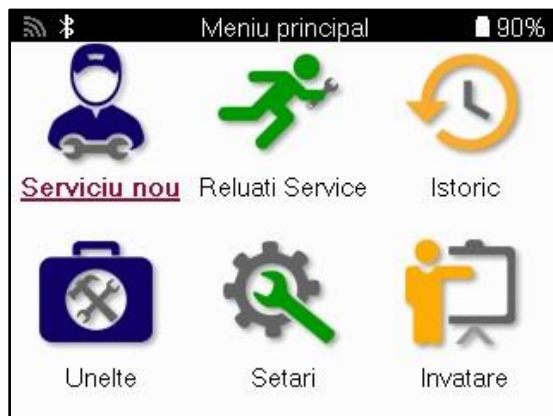 Meniu principal 90%
Serviciu nou Reluati Service Istoric
Unelte Setari Invatare